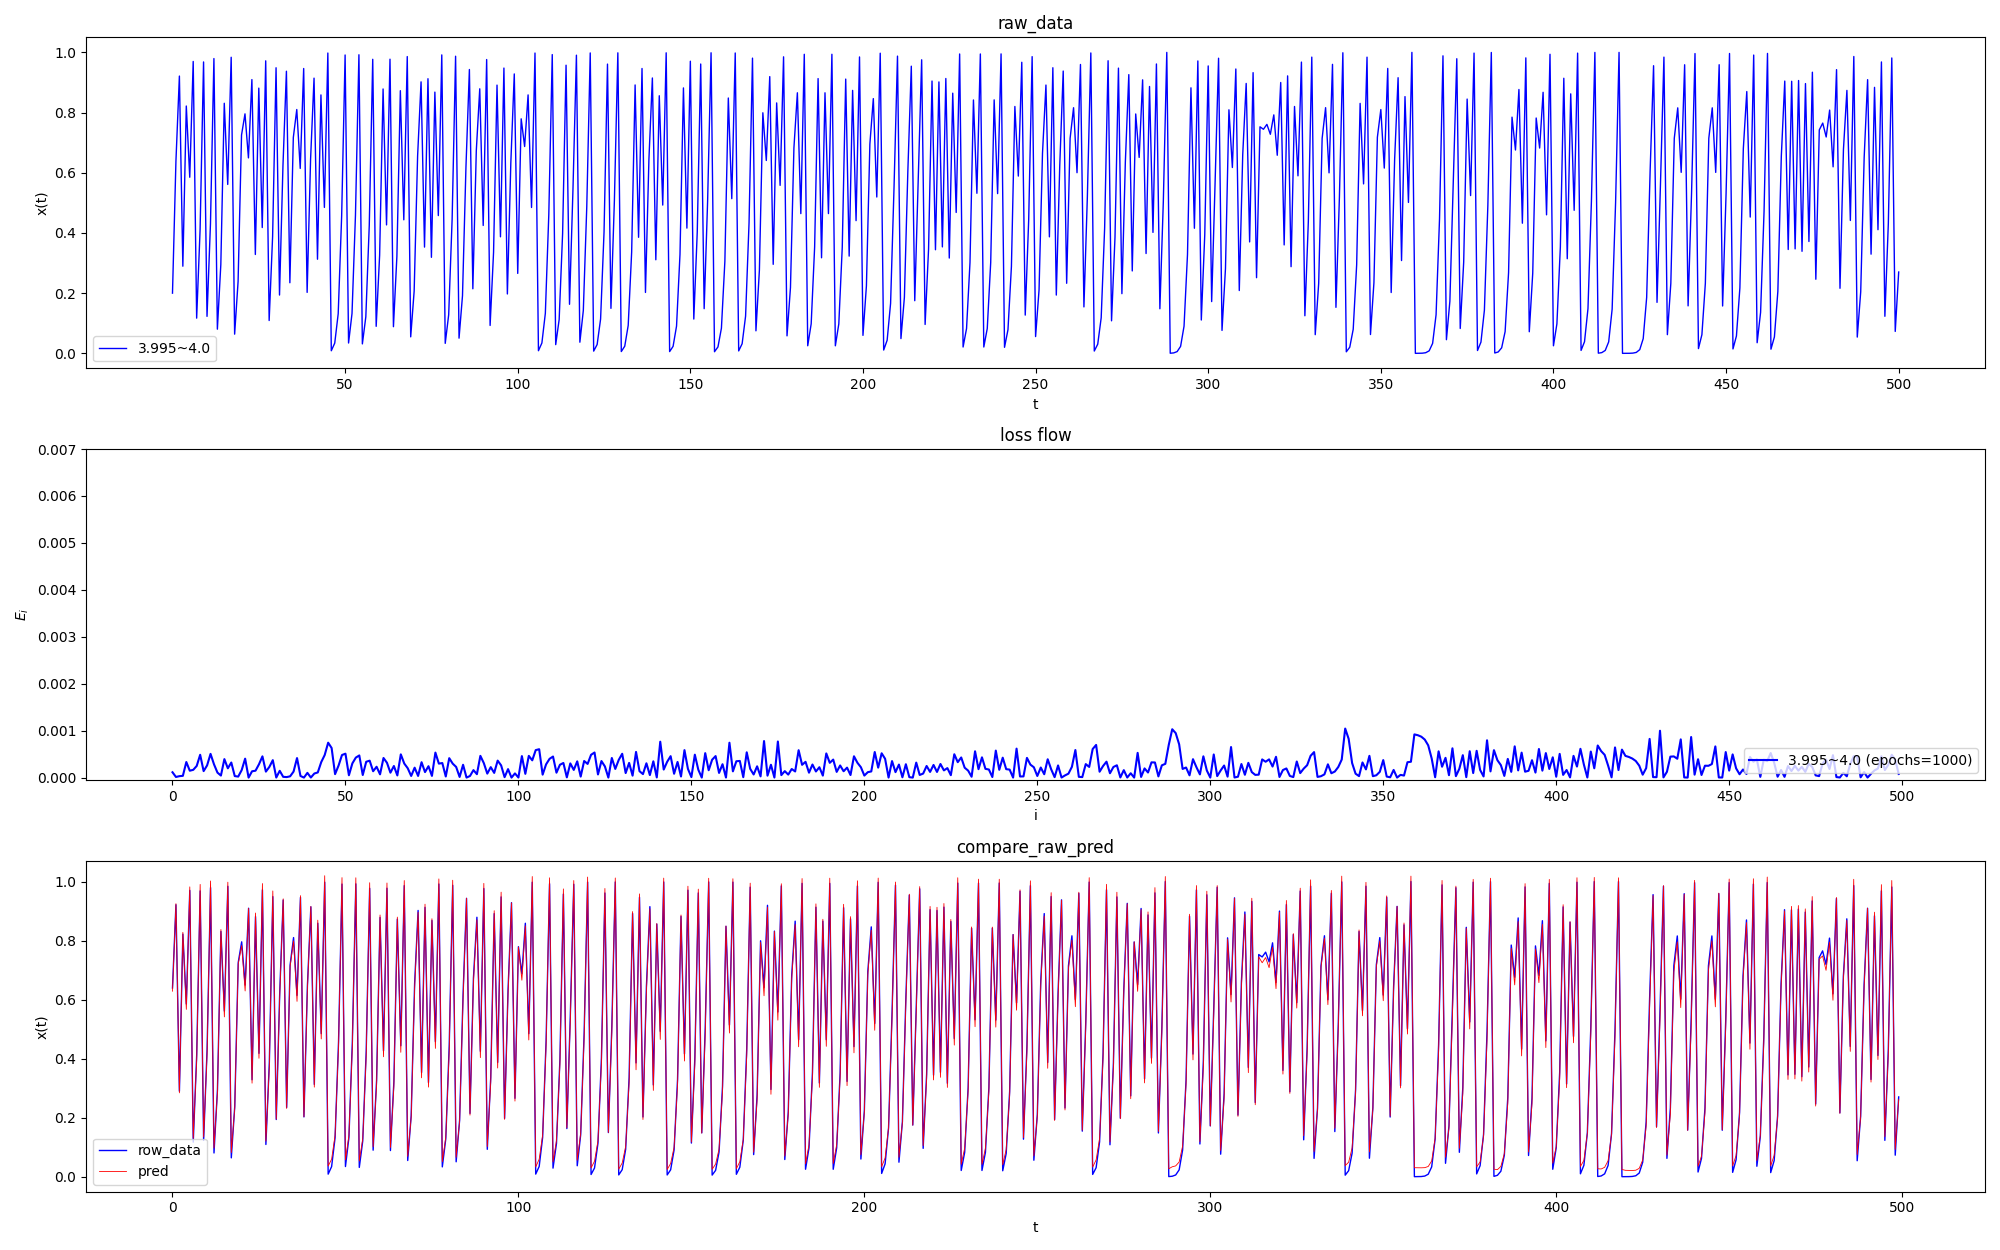 raw_data
1.0
0.8
0.6
0.4
0.2
0.0
x(t)
3.995~4.0
50 100 150 200 250 300 350 400 450 500
t
loss flow
0.007
0.006
0.005
0.004
0.003
0.002
0.001
0.000
E_i
3.995~4.0 (epochs=1000)
0 50 100 150 200 250 300 350 400 450 500
i
compare_raw_pred
1.0
0.8
0.6
0.4
0.2
0.0
x(t)
row_data
pred
0 100 200 300 400 500
t